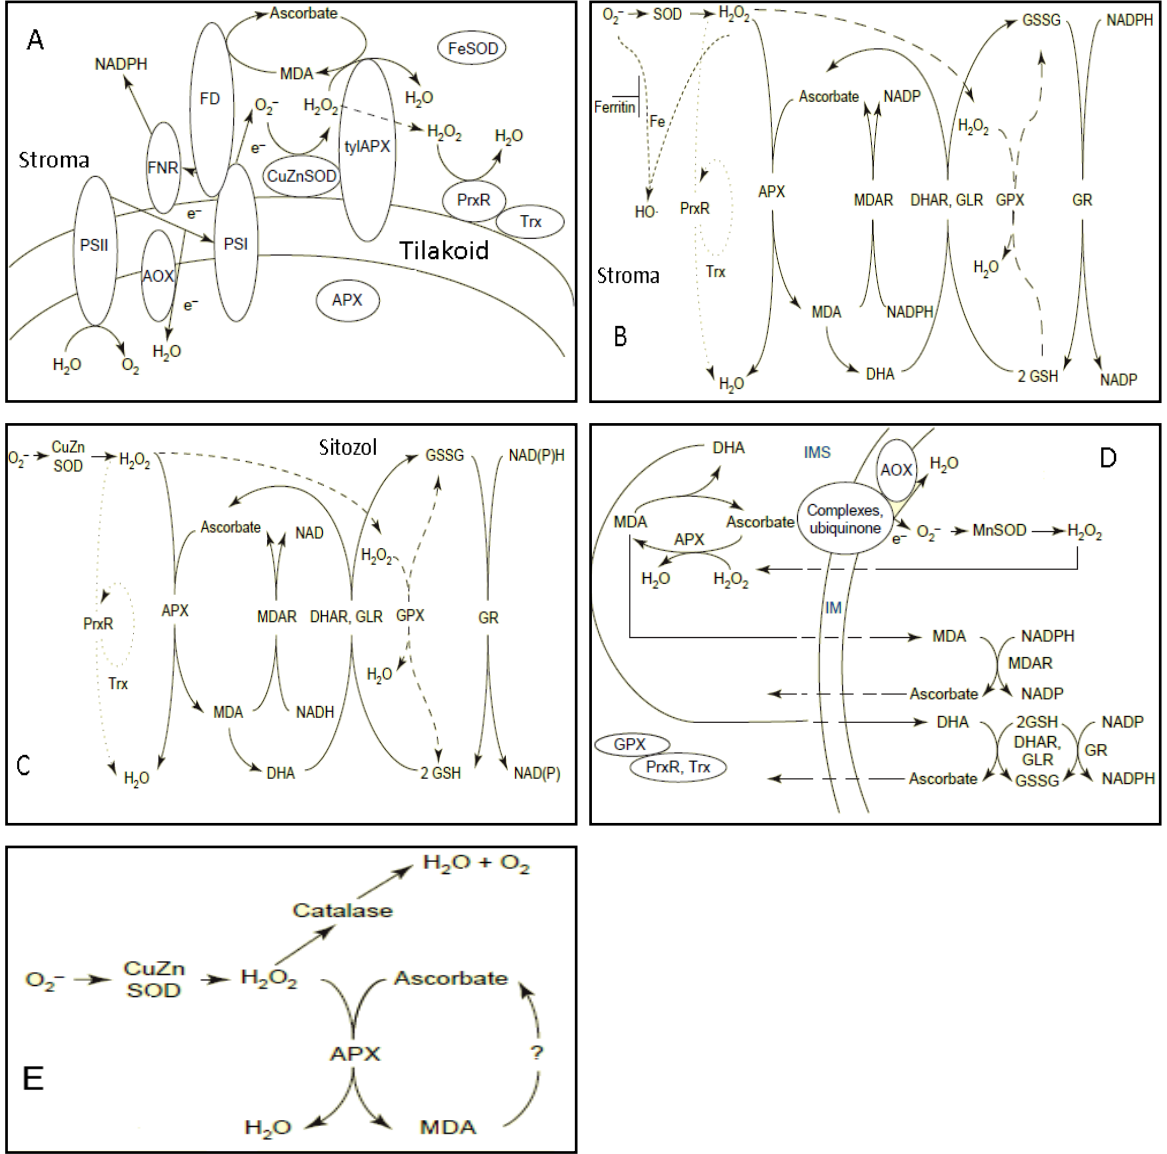 A
Ascorbate
FeSOD
NADPH
MDA
FD
O₂⁻
H₂O₂
H₂O
H₂O₂
H₂O
e⁻
tylAPX
Stroma
FNR
CuZnSOD
PrxR
Trx
e⁻
PSII
PSI
Tilakoid
AOX
APX
e⁻
H₂O
O₂
H₂O
O₂⁻
SOD
H₂O₂
GSSG
NADPH
Ascorbate
NADP
Ferritin
Fe
H₂O₂
HO·
PrxR
APX
MDAR
DHAR, GLR
GPX
GR
Stroma
Trx
H₂O
MDA
NADPH
B
DHA
2 GSH
NADP
H₂O
Sitozol
O₂⁻
CuZn
SOD
H₂O₂
GSSG
NAD(P)H
Ascorbate
NAD
H₂O₂
PrxR
APX
MDAR
DHAR, GLR
GPX
GR
H₂O
Trx
MDA
NADH
C
H₂O
DHA
2 GSH
NAD(P)
DHA
IMS
D
AOX
H₂O
MDA
Ascorbate
Complexes,
ubiquinone
e⁻
O₂⁻
MnSOD
H₂O₂
APX
H₂O
H₂O₂
IM
MDA
NADPH
MDAR
Ascorbate
NADP
DHA
2GSH
NADP
DHAR,
GLR
GR
GPX
PrxR, Trx
Ascorbate
GSSG
NADPH
H₂O + O₂
Catalase
O₂⁻
CuZn
SOD
H₂O₂
Ascorbate
APX
?
E
H₂O
MDA